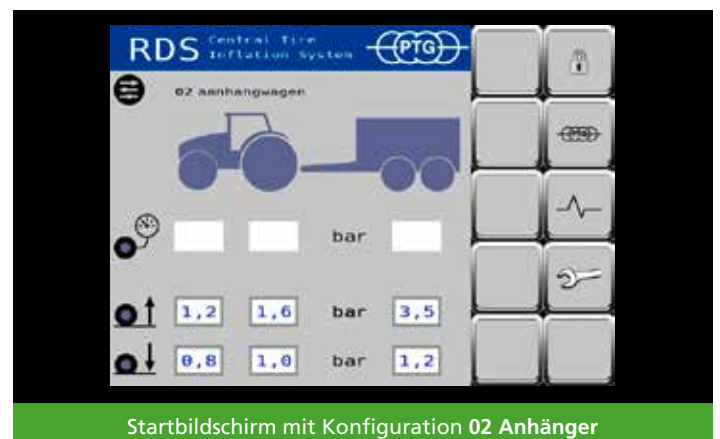 RDS Central Tire Inflation System PTG
02 aanhangwagen
bar
1,2 1,6 bar 3,5
0,8 1,0 bar 1,2
Startbildschirm mit Konfiguration 02 Anhänger